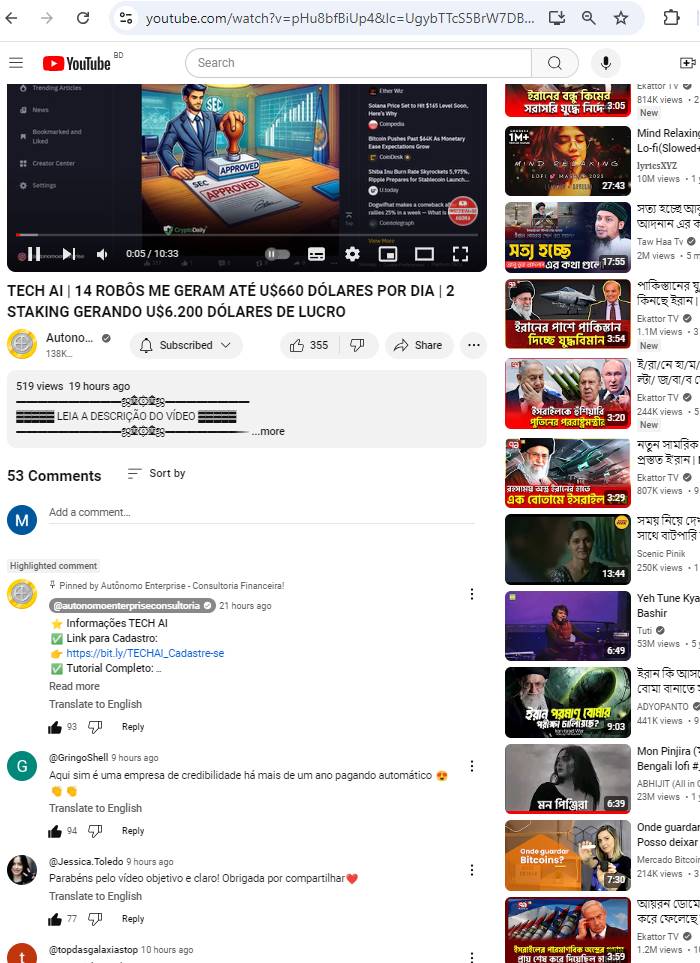 youtube.com/watch?v=pHu8bfBiUp4&lc=UgybTTcS5BrW7DB...
YouTube BD
Search
Trending Articles
News
Bookmarked and
Liked
Creator Center
Settings
SEC
APPROVED
SEC
APPROVED
CryptoDaily
Ether Wiz
Solana Price Set to Hit $165 Level Soon,
Here's Why
Coinpedia
Bitcoin Pushes Past $64K As Monetary
Ease Expectations Grow
CoinDesk
Shiba Inu Burn Rate Skyrockets 5,975%,
Ripple Prepares for Stablecoin Launch...
U.today
Dogwifhat makes a comeback
rallies 25% in a week —
Cointelegraph
View More
0:05 / 10:33
TECH AI | 14 ROBÔS ME GERAM ATÉ U$660 DÓLARES POR DIA | 2
STAKING GERANDO U$6.200 DÓLARES DE LUCRO
Autono...
138K...
Subscribed
355
Share
519 views 19 hours ago
LEIA A DESCRIÇÃO DO VÍDEO
...more
53 Comments
Sort by
M
Add a comment...
Highlighted comment
Pinned by Autônomo Enterprise - Consultoria Financeira!
@autonomoenterpriseconsultoria 21 hours ago
⭐ Informações TECH AI
✅ Link para Cadastro:
👉 https://bit.ly/TECHAI_Cadastre-se
✅ Tutorial Completo: ...
Read more
Translate to English
93
Reply
G
@GringoShell 9 hours ago
Aqui sim é uma empresa de credibilidade há mais de um ano pagando automático 😍
👏 👏
Translate to English
94
Reply
@Jessica.Toledo 9 hours ago
Parabéns pelo vídeo objetivo e claro! Obrigada por compartilhar❤️
Translate to English
77
Reply
t
@topdasgalaxiastop 10 hours ago
ইরানের বন্ধু কিমের
সরাসরি যুদ্ধে
3:05
Ekattor TV
814K views
New
MIND RELAXING
27:43
Mind Relaxing
Lo-fi(Slowed+
lyricsXYZ
10M views
সত্য হচ্ছে
এর কথা
17:55
সত্য হচ্ছে
আদনান এর
Taw Haa Tv
2M views • 5
ইরানের পাশে পাকিস্তান
দিচ্ছে যুদ্ধবিমান
3:54
পাকিস্তানের
কিনছে ইরান।
Ekattor TV
1.1M views • 3
New
ইসরাইলকে হুঁশিয়ারি
পুতিনের পররাষ্ট্রমন্ত্রীর
3:20
ই/রা/নে হা/ম/
ল্টা/ জ/বা/ব
Ekattor TV
244K views • 5
New
রহস্যময় অস্ত্র ইরানের হাতে
এক বোতামে ইসরাইল
3:29
নতুন সামরিক
প্রস্তুত ইরান।
Ekattor TV
807K views • 9
13:44
সময় নিয়ে
সাথে বাটপারি
Scenic Pinik
250K views • 1
6:49
Yeh Tune Kya
Bashir
Tuti
53M views • 5
ইরান পরমাণু বোমার
পরীক্ষা চালিয়েছে?
9:03
ইরান কি
বোমা বানাতে
ADYOPANTO
441K views • 9
মন পিঞ্জিরা
6:39
Mon Pinjira
Bengali lofi #
ABHIJIT (All in
23M views • 1
Onde guardar
Bitcoins?
7:30
Onde guardar
Posso deixar
Mercado Bitcoin
214K views • 3
ইসরাইলের পারমাণবিক অস্ত্রের
প্রায় শেষ করে দিয়েছিল
3:59
আয়রন
করে ফেলেছে
Ekattor TV
1.2M views